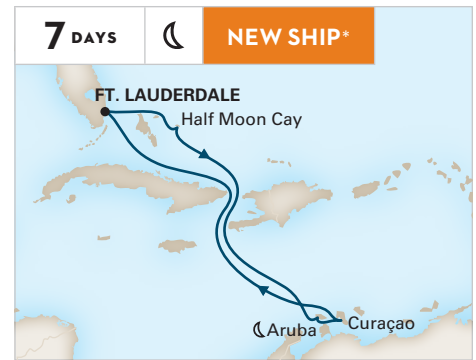 7 DAYS
NEW SHIP*
FT. LAUDERDALE
Half Moon Cay
Aruba
Curaçao